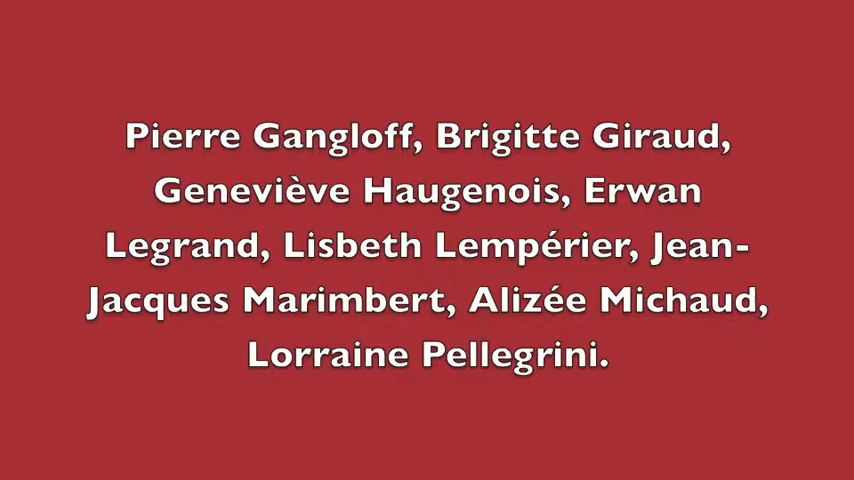 Pierre Gangloff, Brigitte Giraud,
Geneviève Haugenois, Erwan
Legrand, Lisbeth Lempérier, Jean-
Jacques Marimbert, Alizée Michaud,
Lorraine Pellegrini.